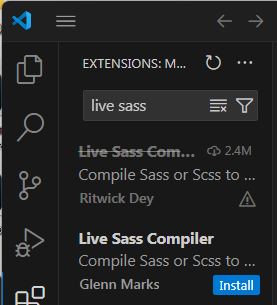 EXTENSIONS: M...
live sass
Live Sass Com... 2.4M
Compile Sass or Scss to ...
Ritwick Dey
Live Sass Compiler
Compile Sass or Scss to ...
Glenn Marks Install